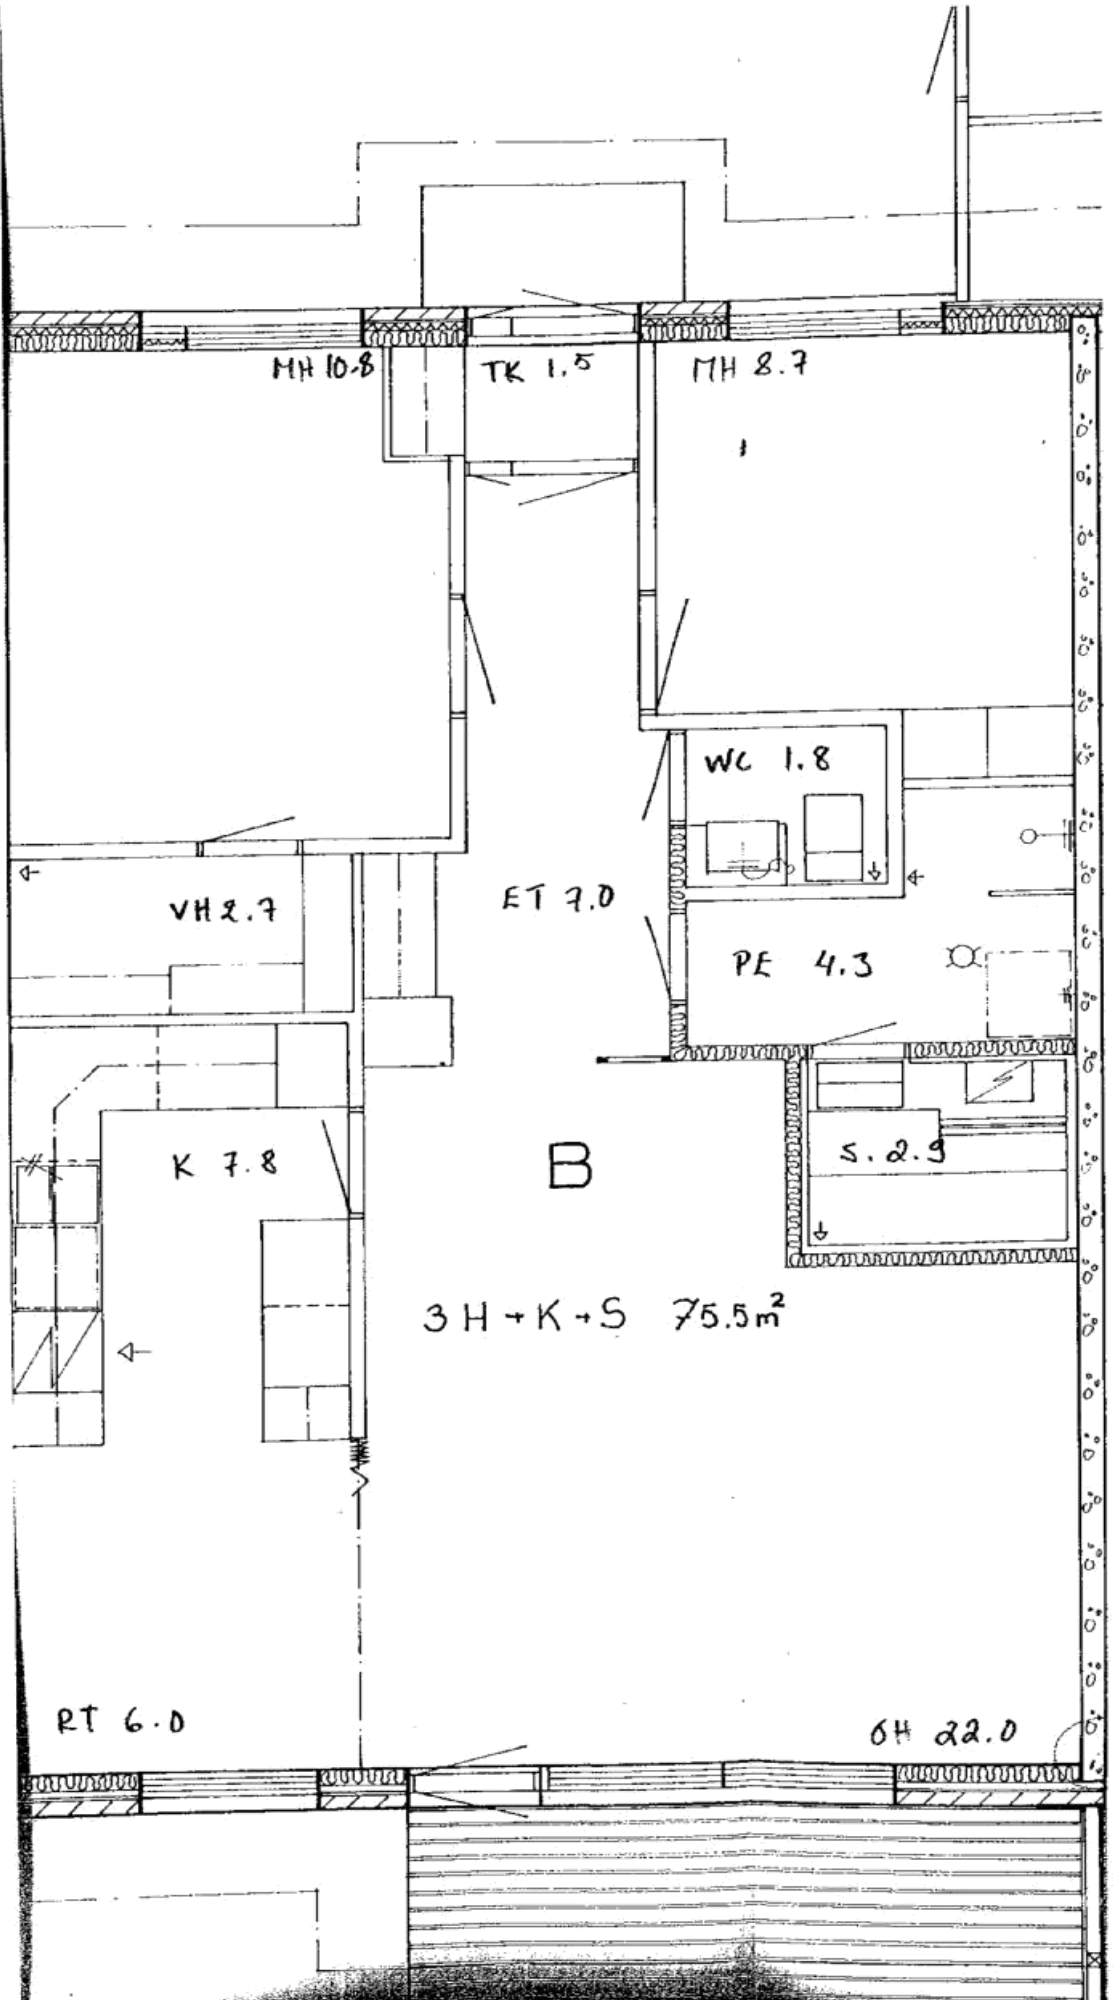 MH 10.8
TK 1.5
MH 8.7
WC 1.8
VH 2.7
ET 7.0
PE 4.3
K 7.8
B
S. 2.9
3 H + K + S 75.5m²
RT 6.0
OH 22.0